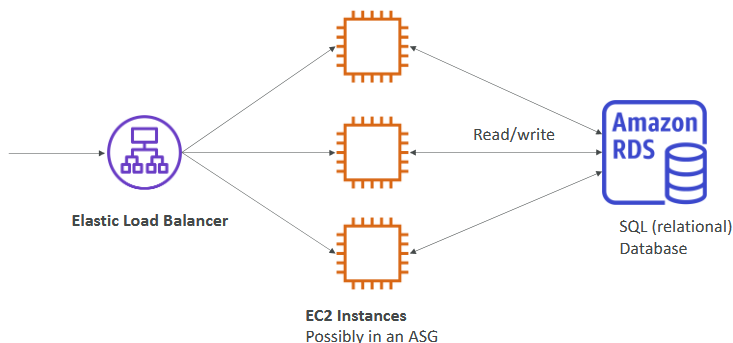 Read/write
Amazon
RDS
Elastic Load Balancer
SQL (relational)
Database
EC2 Instances
Possibly in an ASG